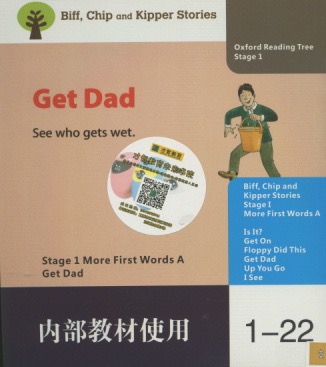 Biff, Chip and Kipper Stories
Oxford Reading Tree
Stage 1
Get Dad
See who gets wet.
Biff, Chip and
Kipper Stories
Stage 1
More First Words A
Is It?
Get On
Floppy Did This
Get Dad
Up You Go
I See
Stage 1 More First Words A
Get Dad
内部教材使用
1-22